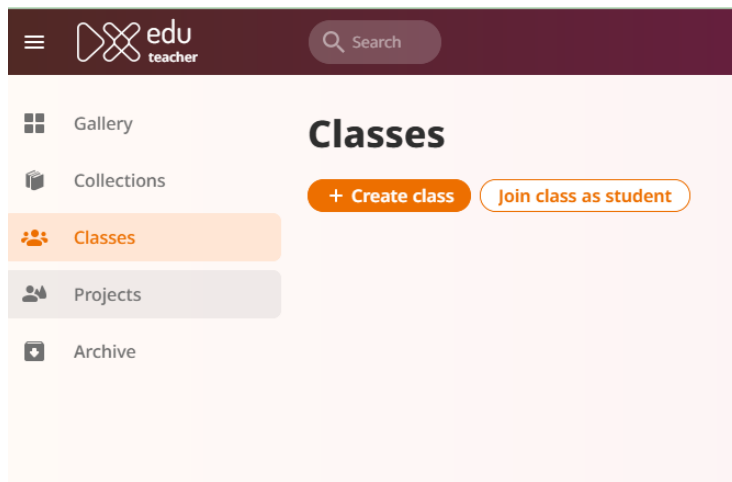 edu
teacher
Search
Gallery
Collections
Classes
Projects
Archive
Classes
+ Create class
Join class as student